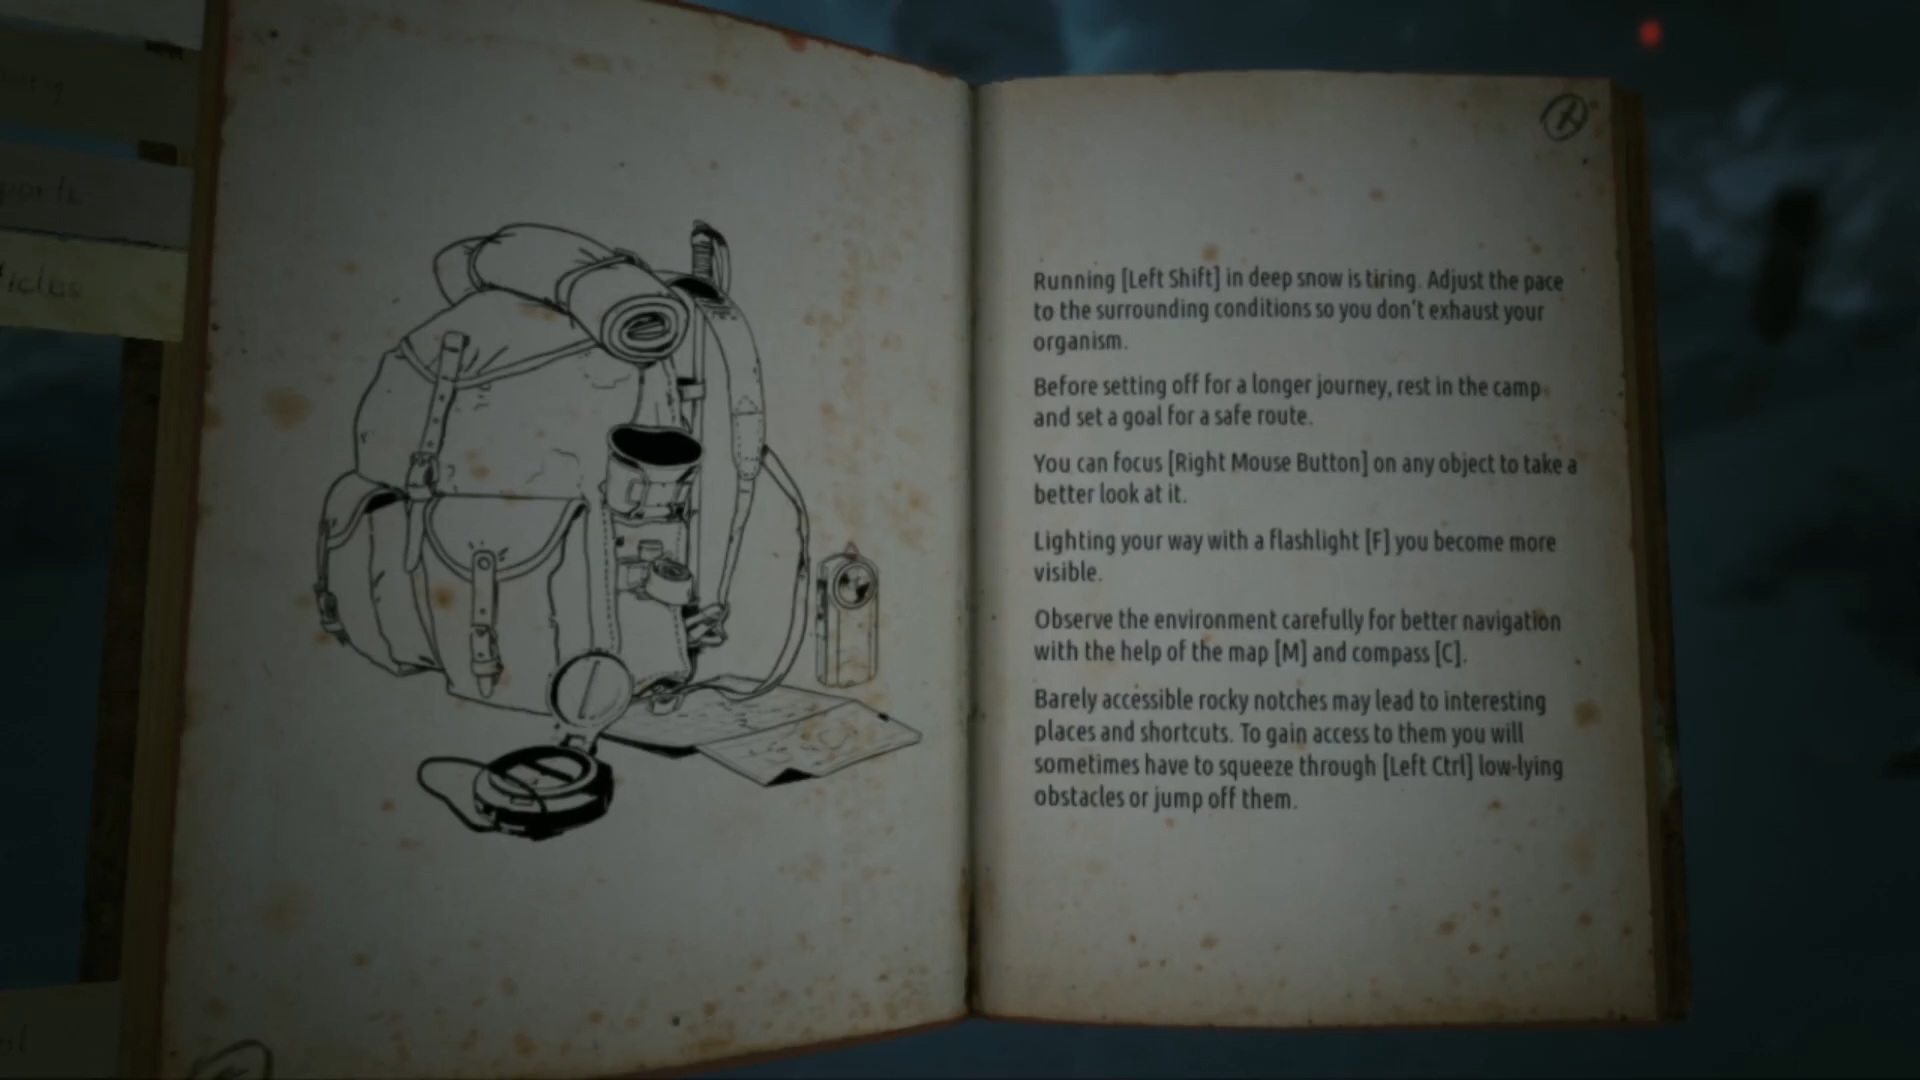 Running [Left Shift] in deep snow is tiring. Adjust the pace
to the surrounding conditions so you don't exhaust your
organism.
Before setting off for a longer journey, rest in the camp
and set a goal for a safe route.
You can focus [Right Mouse Button] on any object to take a
better look at it.
Lighting your way with a flashlight [F] you become more
visible.
Observe the environment carefully for better navigation
with the help of the map [M] and compass [C].
Barely accessible rocky notches may lead to interesting
places and shortcuts. To gain access to them you will
sometimes have to squeeze through [Left Ctrl] low-lying
obstacles or jump off them.